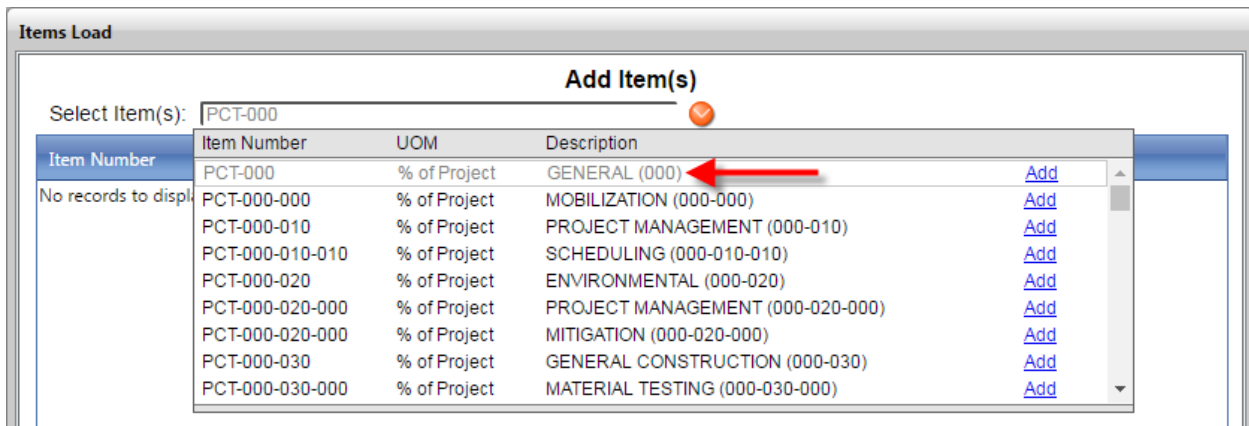 Items Load
Add Item(s)
Select Item(s): PCT-000
Item Number UOM Description
Item Number
PCT-000 % of Project GENERAL (000) Add
No records to displ
PCT-000-000 % of Project MOBILIZATION (000-000) Add
PCT-000-010 % of Project PROJECT MANAGEMENT (000-010) Add
PCT-000-010-010 % of Project SCHEDULING (000-010-010) Add
PCT-000-020 % of Project ENVIRONMENTAL (000-020) Add
PCT-000-020-000 % of Project PROJECT MANAGEMENT (000-020-000) Add
PCT-000-020-000 % of Project MITIGATION (000-020-000) Add
PCT-000-030 % of Project GENERAL CONSTRUCTION (000-030) Add
PCT-000-030-000 % of Project MATERIAL TESTING (000-030-000) Add